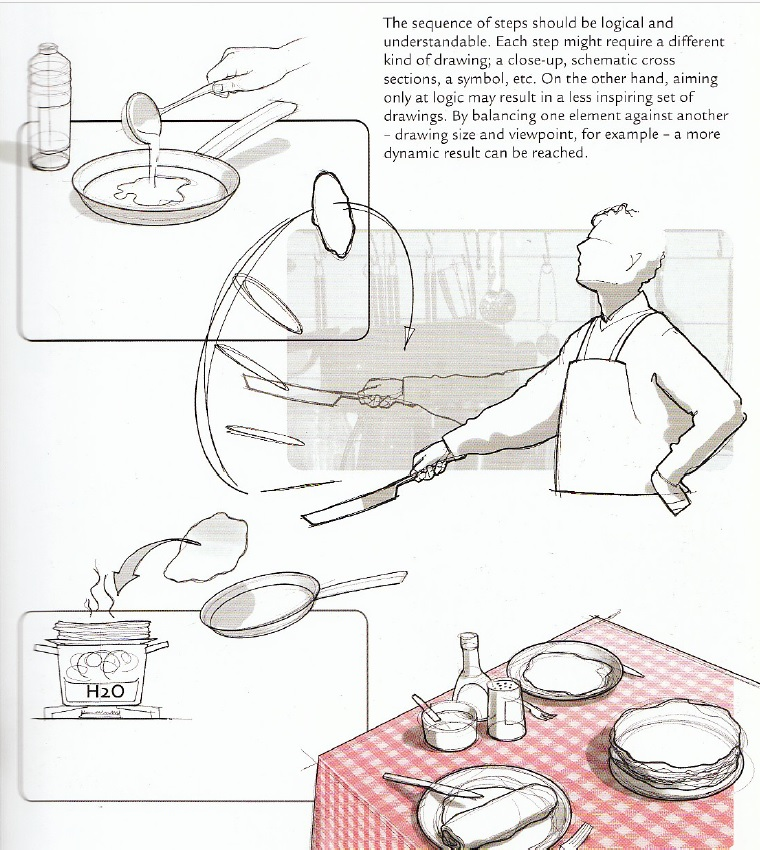 The sequence of steps should be logical and
understandable. Each step might require a different
kind of drawing; a close-up, schematic cross
sections, a symbol, etc. On the other hand, aiming
only at logic may result in a less inspiring set of
drawings. By balancing one element against another
– drawing size and viewpoint, for example – a more
dynamic result can be reached.
H2O